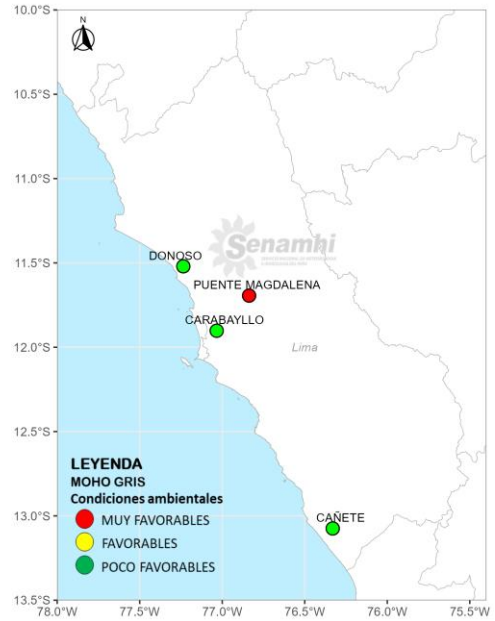 N
10.0°S
10.5°S
11.0°S
11.5°S
12.0°S
12.5°S
13.0°S
13.5°S
Senamhi
DONOSO
PUENTE MAGDALENA
CARABAYLLO
Lima
CAÑETE
LEYENDA
MOHO GRIS
Condiciones ambientales
MUY FAVORABLES
FAVORABLES
POCO FAVORABLES
78.0°W 77.5°W 77.0°W 76.5°W 76.0°W 75.5°W